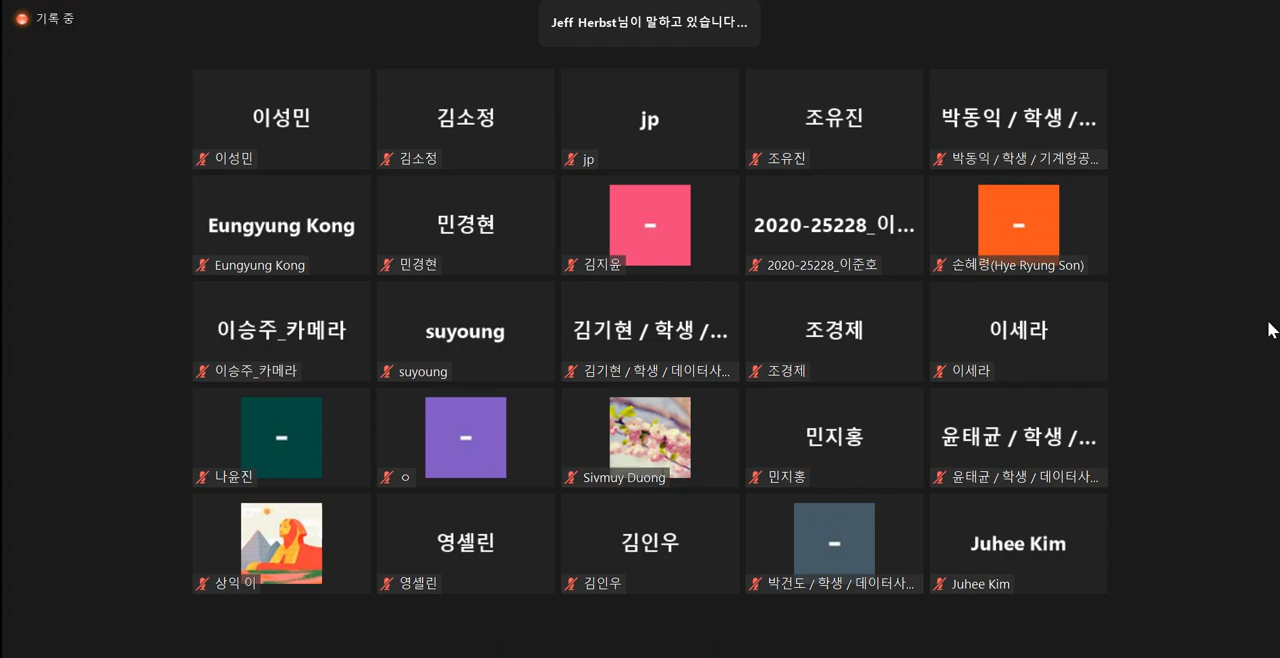 기록 중
Jeff Herbst님이 말하고 있습니다...
이성민
김소정
jp
조유진
박동익 / 학생 /...
이성민
김소정
jp
조유진
박동익 / 학생 / 기계항공...
Eungyung Kong
민경현
-
2020-25228_이...
-
Eungyung Kong
민경현
김지윤
2020-25228_이준호
손혜령(Hye Ryung Son)
이승주_카메라
suyoung
김기현 / 학생 /...
조경제
이세라
이승주_카메라
suyoung
김기현 / 학생 / 데이터사...
조경제
이세라
-
-
민지홍
윤태균 / 학생 /...
나윤진
ㅇ
Sivmuy Duong
민지홍
윤태균 / 학생 / 데이터사...
영셸린
김인우
-
Juhee Kim
상익 이
영셸린
김인우
박건도 / 학생 / 데이터사...
Juhee Kim